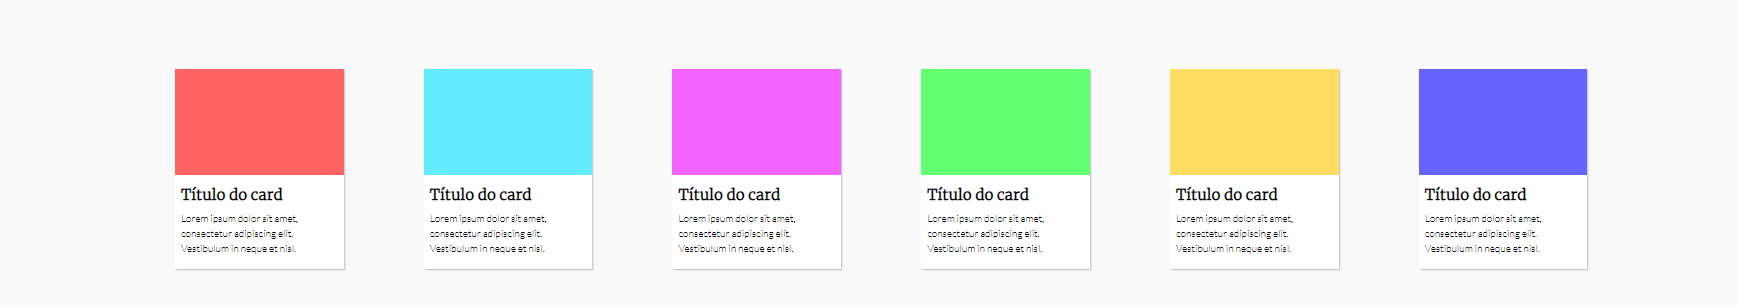 Título do card
Lorem ipsum dolor sit amet,
consectetur adipiscing elit.
Vestibulum in neque et nisl.
Título do card
Lorem ipsum dolor sit amet,
consectetur adipiscing elit.
Vestibulum in neque et nisl.
Título do card
Lorem ipsum dolor sit amet,
consectetur adipiscing elit.
Vestibulum in neque et nisl.
Título do card
Lorem ipsum dolor sit amet,
consectetur adipiscing elit.
Vestibulum in neque et nisl.
Título do card
Lorem ipsum dolor sit amet,
consectetur adipiscing elit.
Vestibulum in neque et nisl.
Título do card
Lorem ipsum dolor sit amet,
consectetur adipiscing elit.
Vestibulum in neque et nisl.